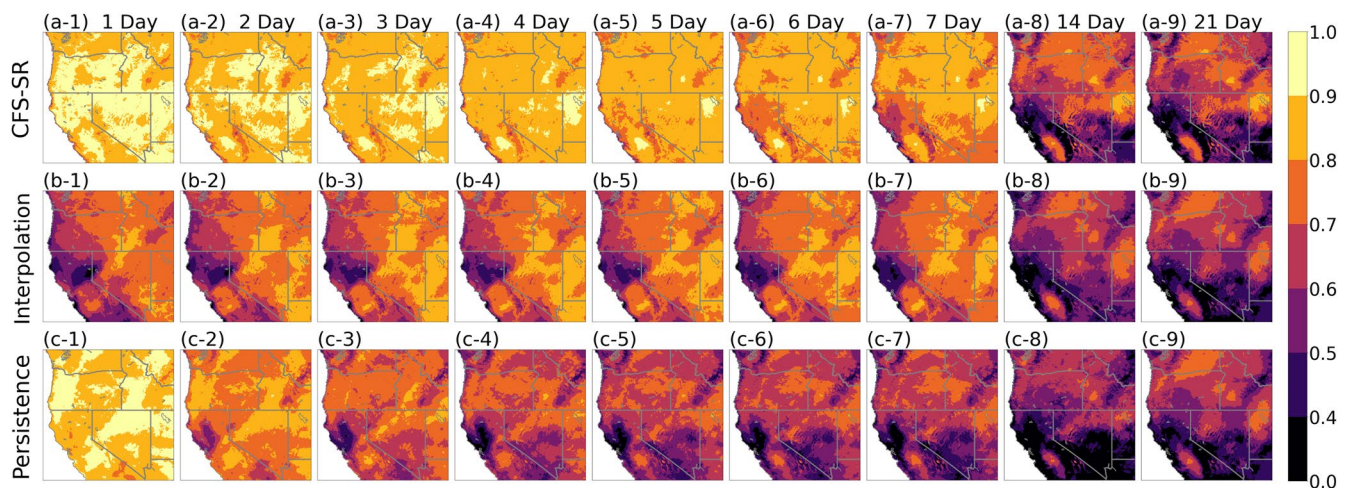 (a-1) 1 Day (a-2) 2 Day (a-3) 3 Day (a-4) 4 Day (a-5) 5 Day (a-6) 6 Day (a-7) 7 Day (a-8) 14 Day (a-9) 21 Day
CFS-SR
(b-1) (b-2) (b-3) (b-4) (b-5) (b-6) (b-7) (b-8) (b-9)
Interpolation
(c-1) (c-2) (c-3) (c-4) (c-5) (c-6) (c-7) (c-8) (c-9)
Persistence
1.0
0.9
0.8
0.7
0.6
0.5
0.4
0.0